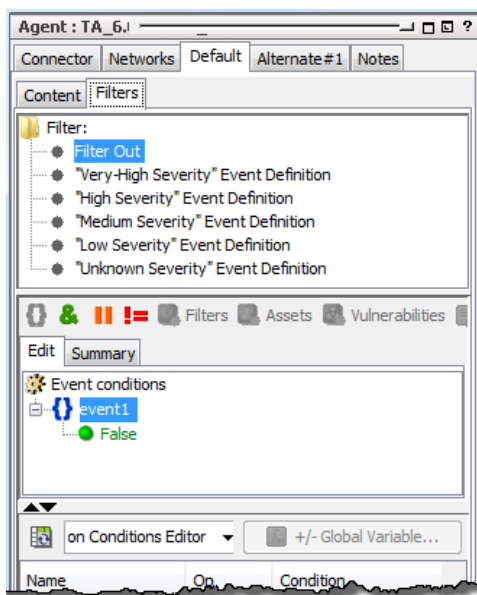 Agent : TA_6.
?
Connector Networks Default Alternate#1 Notes
Content Filters
Filter:
Filter Out
"Very-High Severity" Event Definition
"High Severity" Event Definition
"Medium Severity" Event Definition
"Low Severity" Event Definition
"Unknown Severity" Event Definition
{} & || != Filters Assets Vulnerabilities
Edit Summary
Event conditions
{} event1
False
on Conditions Editor +/- Global Variable...
Name Op Condition